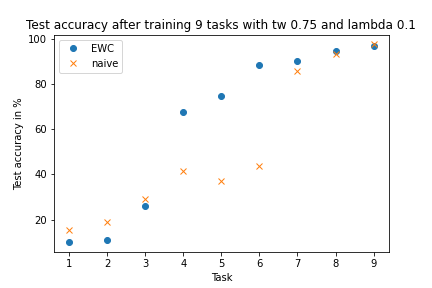 Test accuracy after training 9 tasks with tw 0.75 and lambda 0.1
EWC
naive
Test accuracy in %
100
80
60
40
20
1 2 3 4 5 6 7 8 9
Task